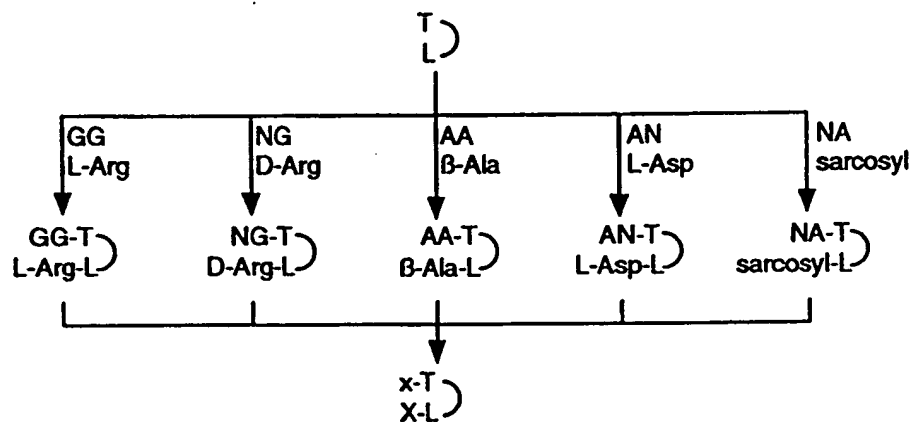 T
L
GG
L-Arg
NG
D-Arg
AA
ß-Ala
AN
L-Asp
NA
sarcosyl
GG-T
L-Arg-L
NG-T
D-Arg-L
AA-T
ß-Ala-L
AN-T
L-Asp-L
NA-T
sarcosyl-L
x-T
X-L